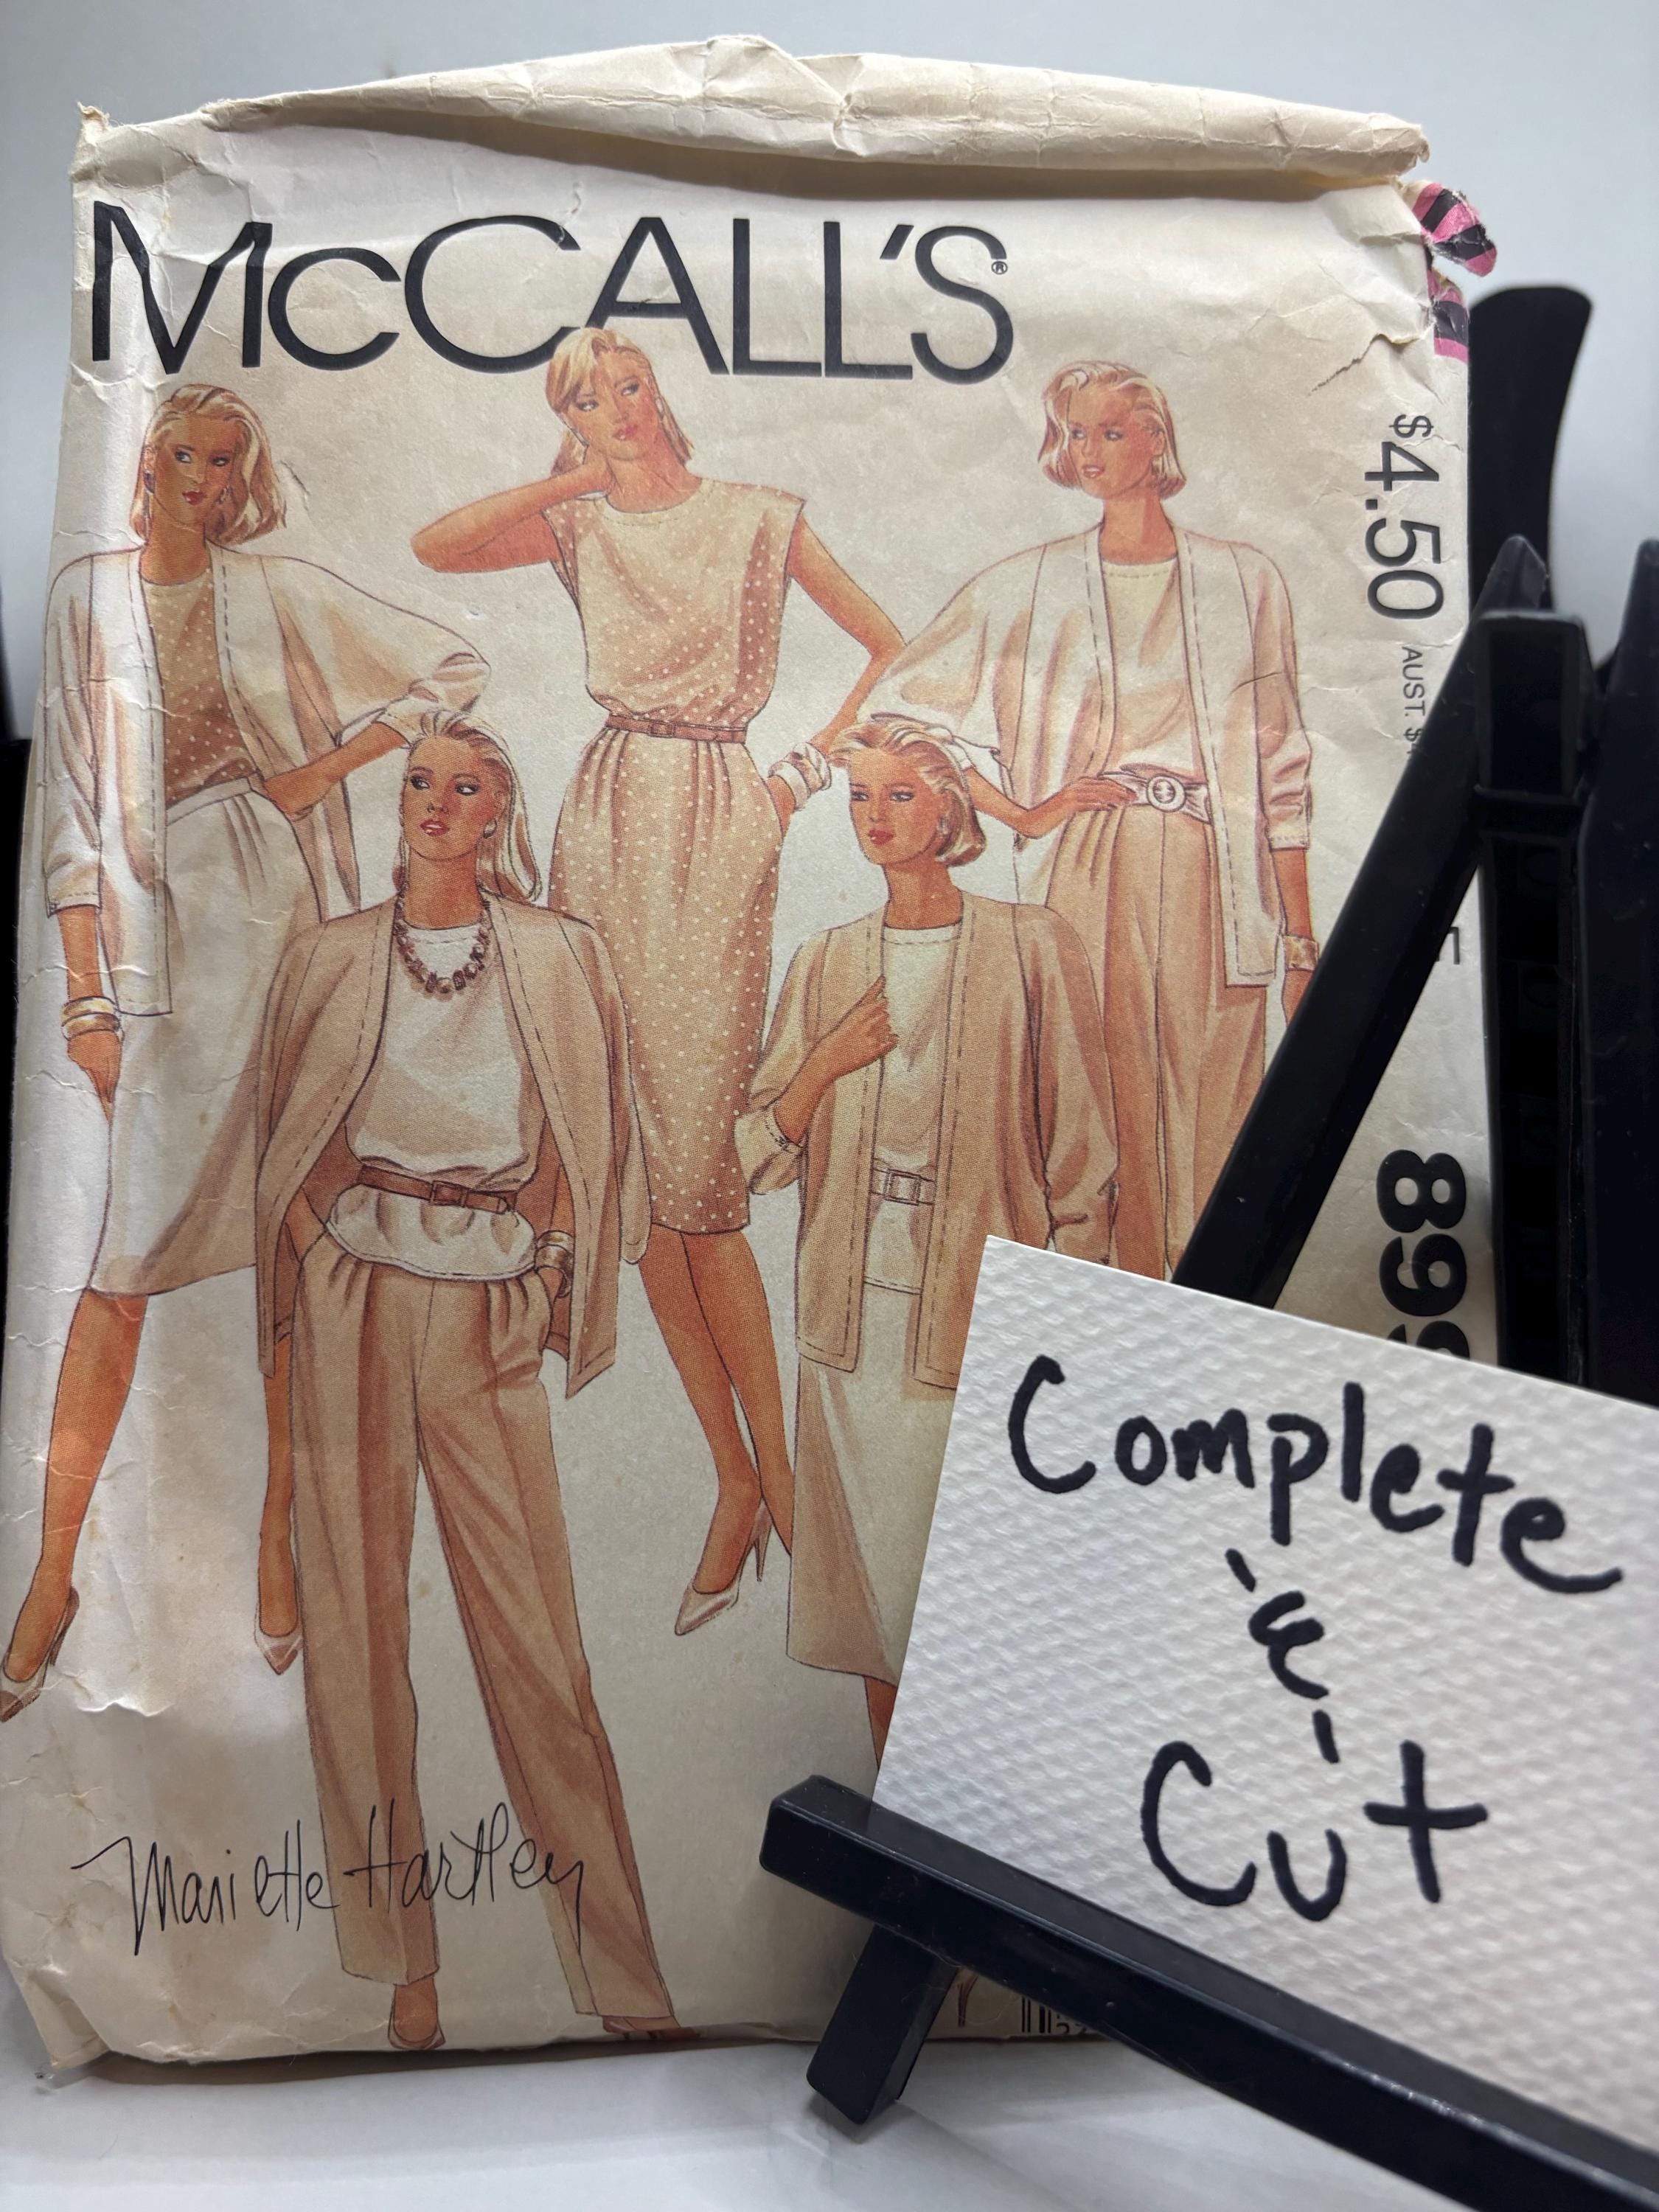 McCALL'S®
$4.50
AUST. $
899
Mariette Hartley
Complete
&
Cut